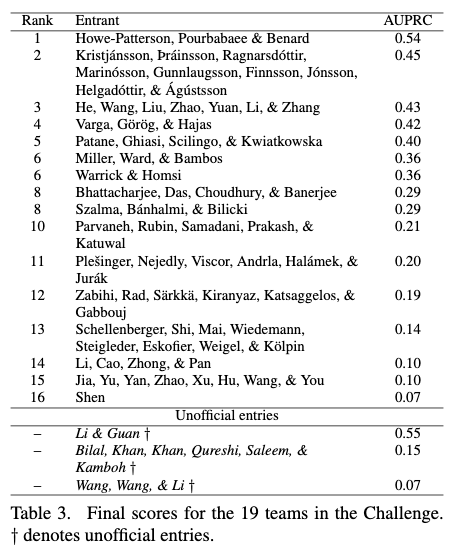 Rank Entrant AUPRC
1 Howe-Patterson, Pourbabaee & Benard 0.54
2 Kristjánsson, Þráinsson, Ragnarsdóttir, 0.45
Marinósson, Gunnlaugsson, Finnsson, Jónsson,
Helgadóttir, & Ágústsson
3 He, Wang, Liu, Zhao, Yuan, Li, & Zhang 0.43
4 Varga, Görög, & Hajas 0.42
5 Patane, Ghiasi, Scilingo, & Kwiatkowska 0.40
6 Miller, Ward, & Bambos 0.36
6 Warrick & Homsi 0.36
8 Bhattacharjee, Das, Choudhury, & Banerjee 0.29
8 Szalma, Bánhalmi, & Bilicki 0.29
10 Parvaneh, Rubin, Samadani, Prakash, & 0.21
Katuwal
11 Plešinger, Nejedly, Viscor, Andrla, Halámek, & 0.20
Jurák
12 Zabihi, Rad, Särkkä, Kiranyaz, Katsaggelos, & 0.19
Gabbouj
13 Schellenberger, Shi, Mai, Wiedemann, 0.14
Steigleder, Eskofier, Weigel, & Kölpin
14 Li, Cao, Zhong, & Pan 0.10
15 Jia, Yu, Yan, Zhao, Xu, Hu, Wang, & You 0.10
16 Shen 0.07
Unofficial entries
– Li & Guan † 0.55
– Bilal, Khan, Khan, Qureshi, Saleem, & 0.15
Kamboh †
– Wang, Wang, & Li † 0.07
Table 3. Final scores for the 19 teams in the Challenge.
† denotes unofficial entries.